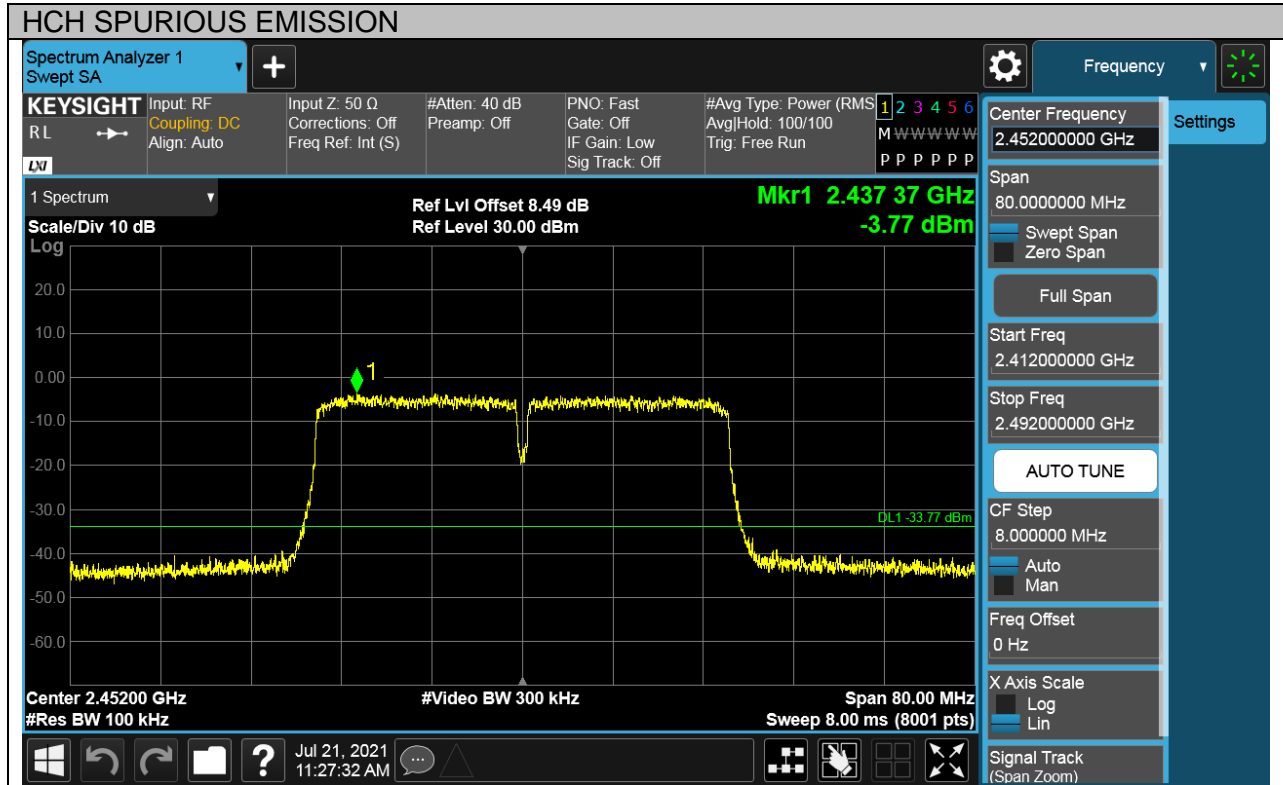 HCH SPURIOUS EMISSION
Spectrum Analyzer 1
Swept SA
Frequency
KEYSIGHT
RL
LXI
Input: RF
Coupling: DC
Align: Auto
Input Z: 50 Ω
Corrections: Off
Freq Ref: Int (S)
#Atten: 40 dB
Preamp: Off
PNO: Fast
Gate: Off
IF Gain: Low
Sig Track: Off
#Avg Type: Power (RMS
Avg|Hold: 100/100
Trig: Free Run
1 2 3 4 5 6
M W W W W W
P P P P P P
1 Spectrum
Scale/Div 10 dB
Ref Lvl Offset 8.49 dB
Ref Level 30.00 dBm
Mkr1 2.437 37 GHz
-3.77 dBm
Log
20.0
10.0
0.00
-10.0
-20.0
-30.0
-40.0
-50.0
-60.0
1
DL1 -33.77 dBm
Center 2.45200 GHz
#Res BW 100 kHz
#Video BW 300 kHz
Span 80.00 MHz
Sweep 8.00 ms (8001 pts)
Center Frequency
2.452000000 GHz
Settings
Span
80.0000000 MHz
Swept Span
Zero Span
Full Span
Start Freq
2.412000000 GHz
Stop Freq
2.492000000 GHz
AUTO TUNE
CF Step
8.000000 MHz
Auto
Man
Freq Offset
0 Hz
X Axis Scale
Log
Lin
Signal Track
(Span Zoom)
?
Jul 21, 2021
11:27:32 AM